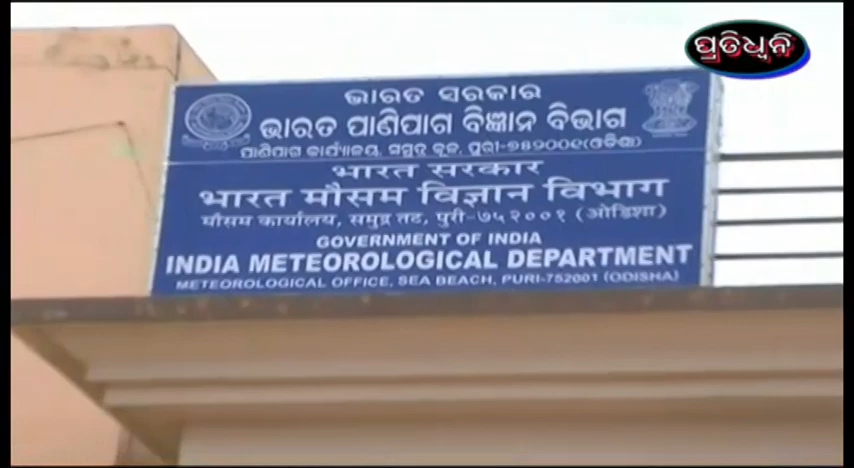 ପ୍ରତିଧ୍ୱନି
ଭାରତ ସରକାର
ଭାରତ ପାଣିପାଗ ବିଜ୍ଞାନ ବିଭାଗ
ପାଣିପାଗ କାର୍ଯ୍ୟାଳୟ, ସମୁଦ୍ର କୂଳ, ପୁରୀ-୭୫୨୦୦୧(ଓଡିଶା)
भारत सरकार
भारत मौसम विज्ञान विभाग
मौसम कार्यालय, समुद्र तट, पुरी-७५२००१ (ओडिशा)
GOVERNMENT OF INDIA
INDIA METEOROLOGICAL DEPARTMENT
METEOROLOGICAL OFFICE, SEA BEACH, PURI-752001 (ODISHA)